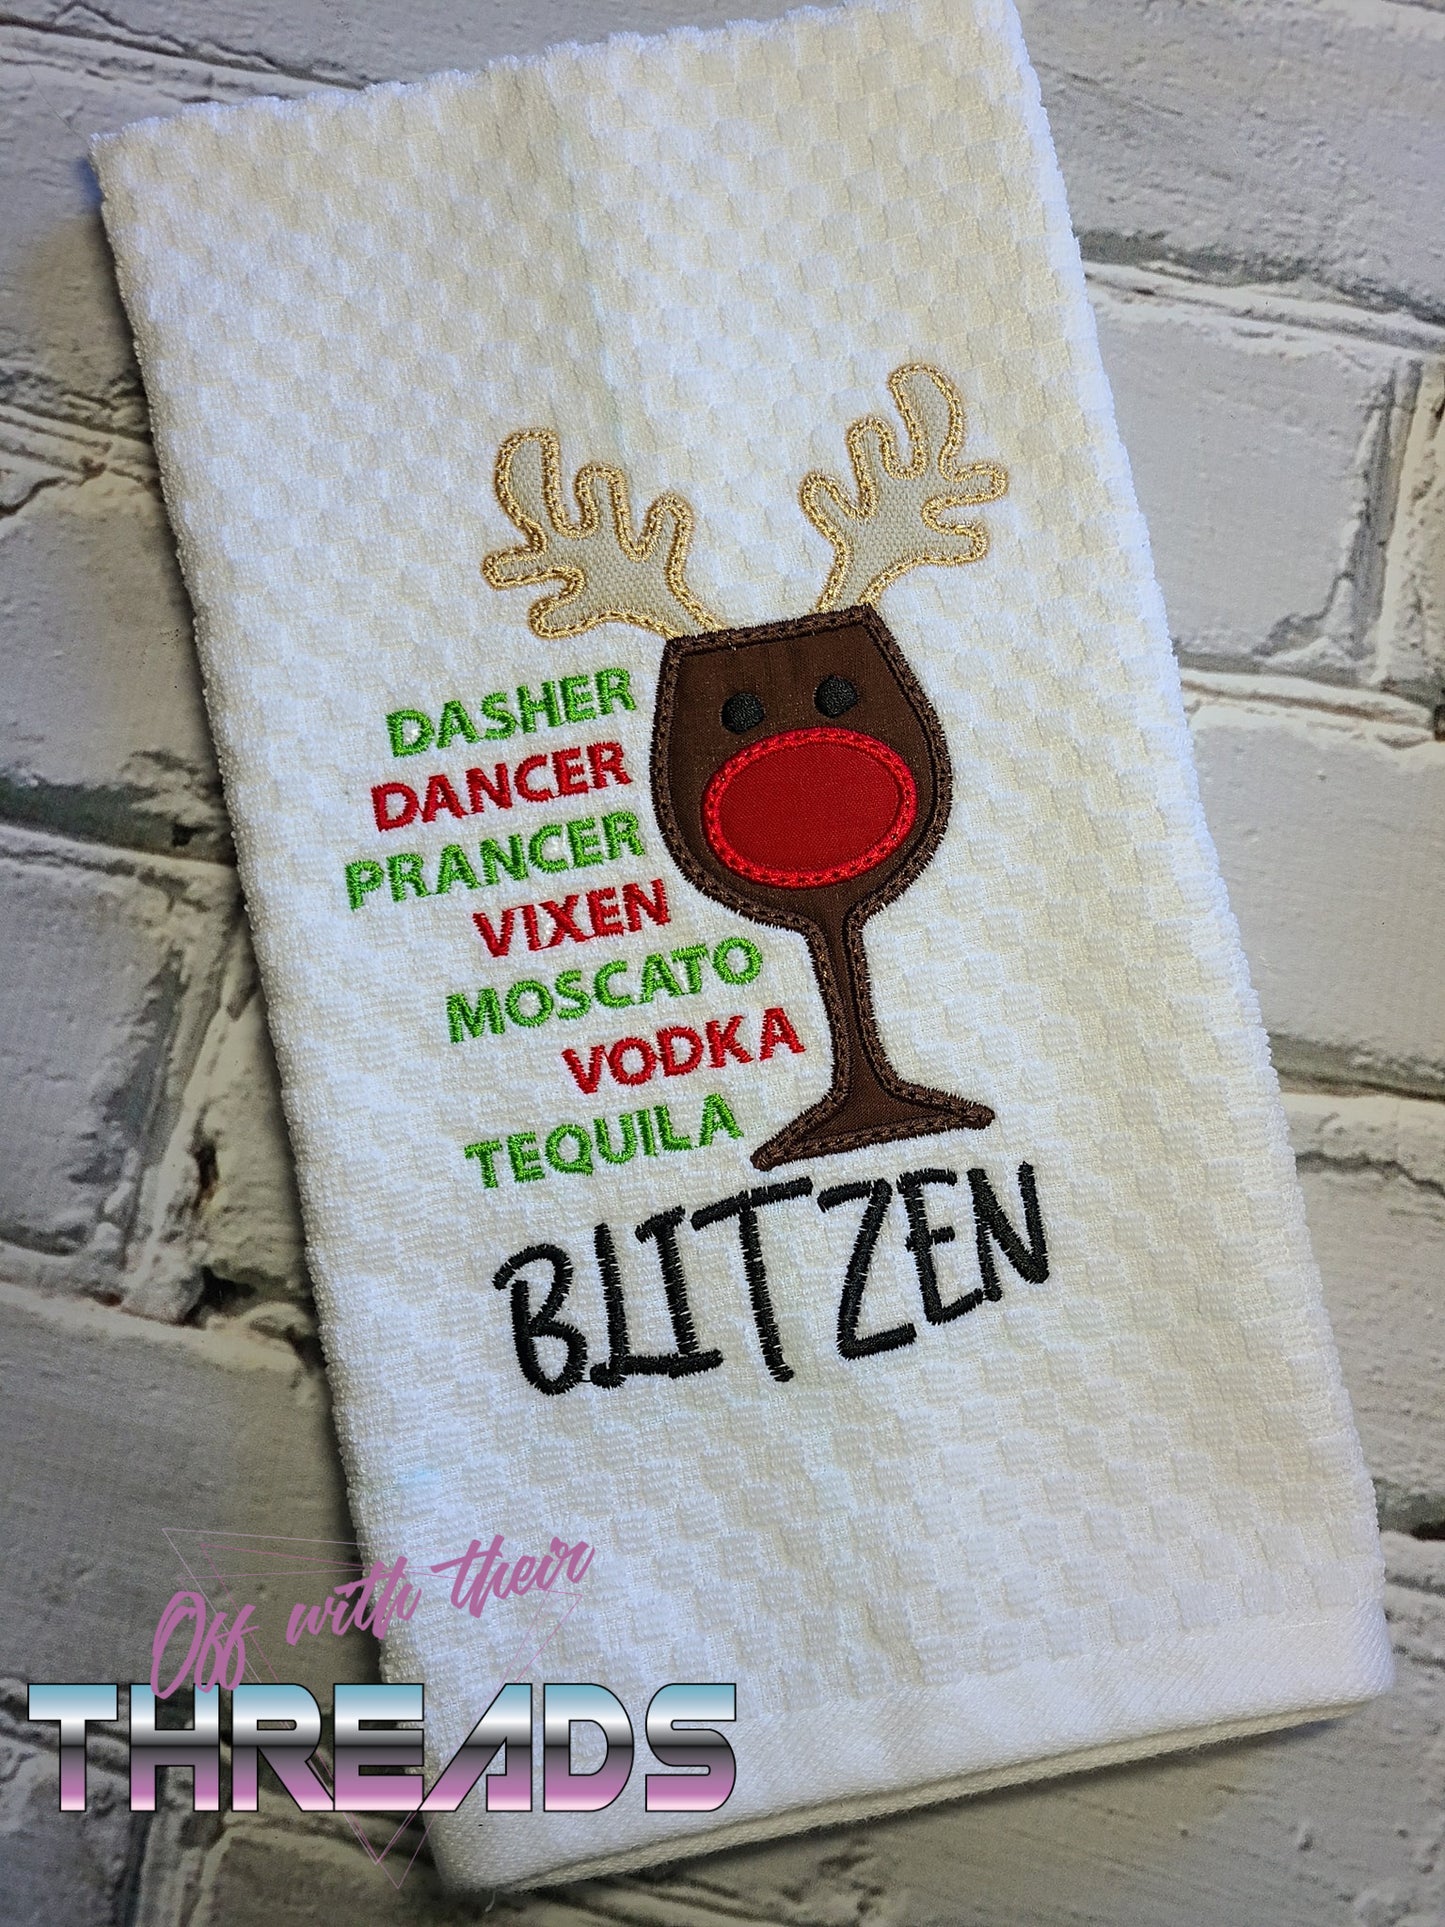 DASHER
DANCER
PRANCER
VIXEN
MOSCATO
VODKA
TEQUILA
BLITZEN
Off with their
THREADS